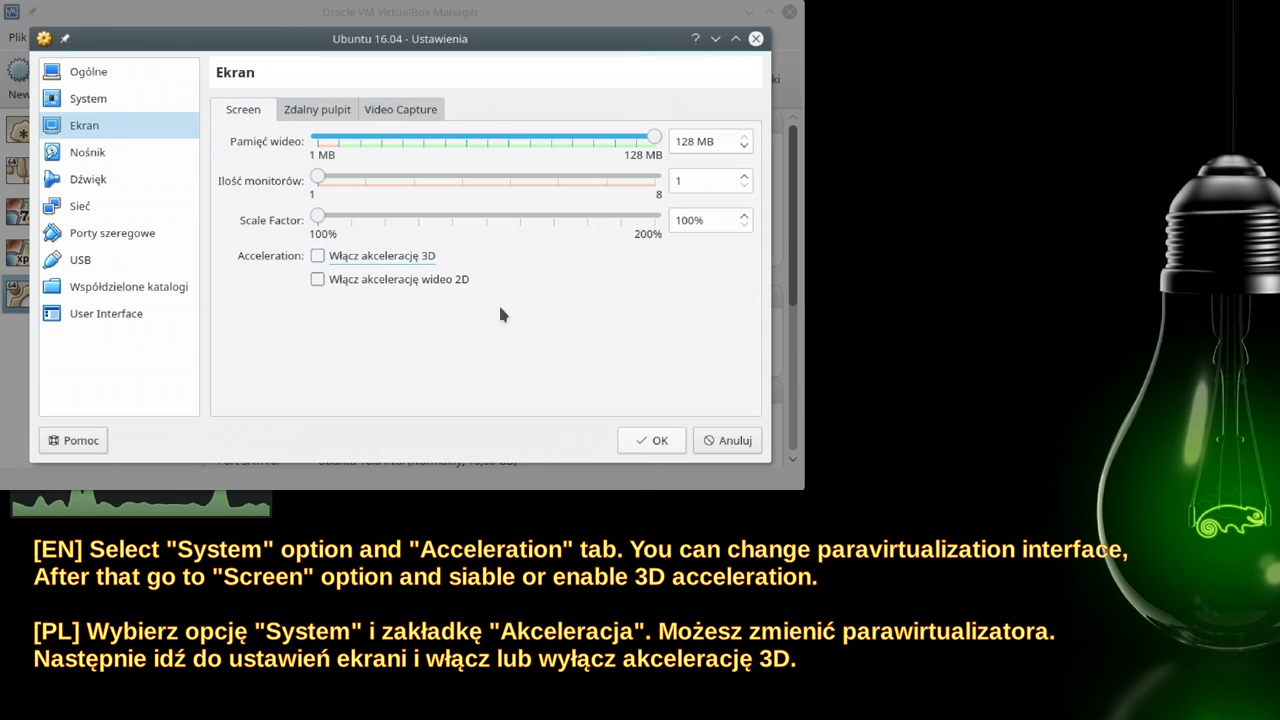 Oracle VM VirtualBox Manager
Plik
New
ki
Ubuntu 16.04 - Ustawienia
Ogólne
System
Ekran
Nośnik
Dźwięk
Sieć
Porty szeregowe
USB
Współdzielone katalogi
User Interface
Ekran
Screen Zdalny pulpit Video Capture
Pamięć wideo: 128 MB
1 MB 128 MB
Ilość monitorów: 1
1 8
Scale Factor: 100%
100% 200%
Acceleration: Włącz akcelerację 3D
Włącz akcelerację wideo 2D
Pomoc OK Anuluj
[EN] Select "System" option and "Acceleration" tab. You can change paravirtualization interface,
After that go to "Screen" option and siable or enable 3D acceleration.
[PL] Wybierz opcję "System" i zakładkę "Akceleracja". Możesz zmienić parawirtualizatora.
Następnie idź do ustawień ekrani i włącz lub wyłącz akcelerację 3D.